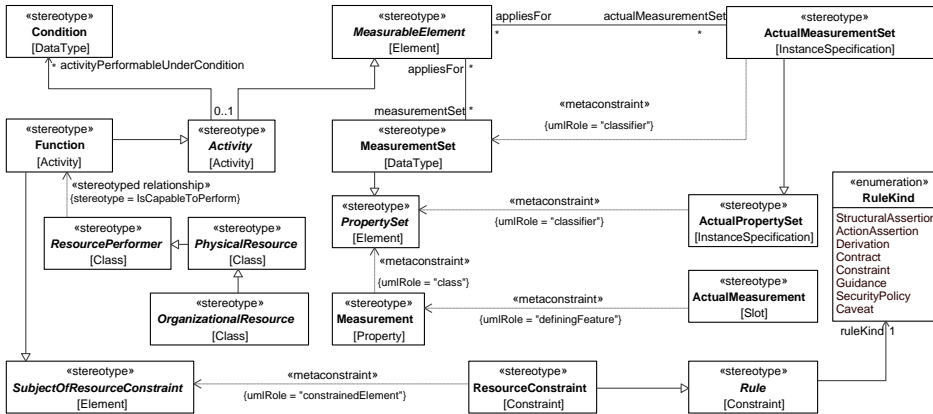 «stereotype»
Condition
[DataType]
* activityPerformableUnderCondition
0..1
«stereotype»
MeasurableElement
[Element]
appliesFor
*
actualMeasurementSet
*
«stereotype»
ActualMeasurementSet
[InstanceSpecification]
appliesFor
*
measurementSet
*
«metaconstraint»
{umlRole = "classifier"}
«stereotype»
Function
[Activity]
«stereotype»
Activity
[Activity]
«stereotype»
MeasurementSet
[DataType]
«stereotyped relationship»
{stereotype = IsCapableToPerform}
«stereotype»
PropertySet
[Element]
«metaconstraint»
{umlRole = "classifier"}
«stereotype»
ActualPropertySet
[InstanceSpecification]
«enumeration»
RuleKind
StructuralAssertion
ActionAssertion
Derivation
Contract
Constraint
Guidance
SecurityPolicy
Caveat
ruleKind 1
«stereotype»
ResourcePerformer
[Class]
«stereotype»
PhysicalResource
[Class]
«metaconstraint»
{umlRole = "class"}
«stereotype»
OrganizationalResource
[Class]
«stereotype»
Measurement
[Property]
«metaconstraint»
{umlRole = "definingFeature"}
«stereotype»
ActualMeasurement
[Slot]
«stereotype»
SubjectOfResourceConstraint
[Element]
«metaconstraint»
{umlRole = "constrainedElement"}
«stereotype»
ResourceConstraint
[Constraint]
«stereotype»
Rule
[Constraint]